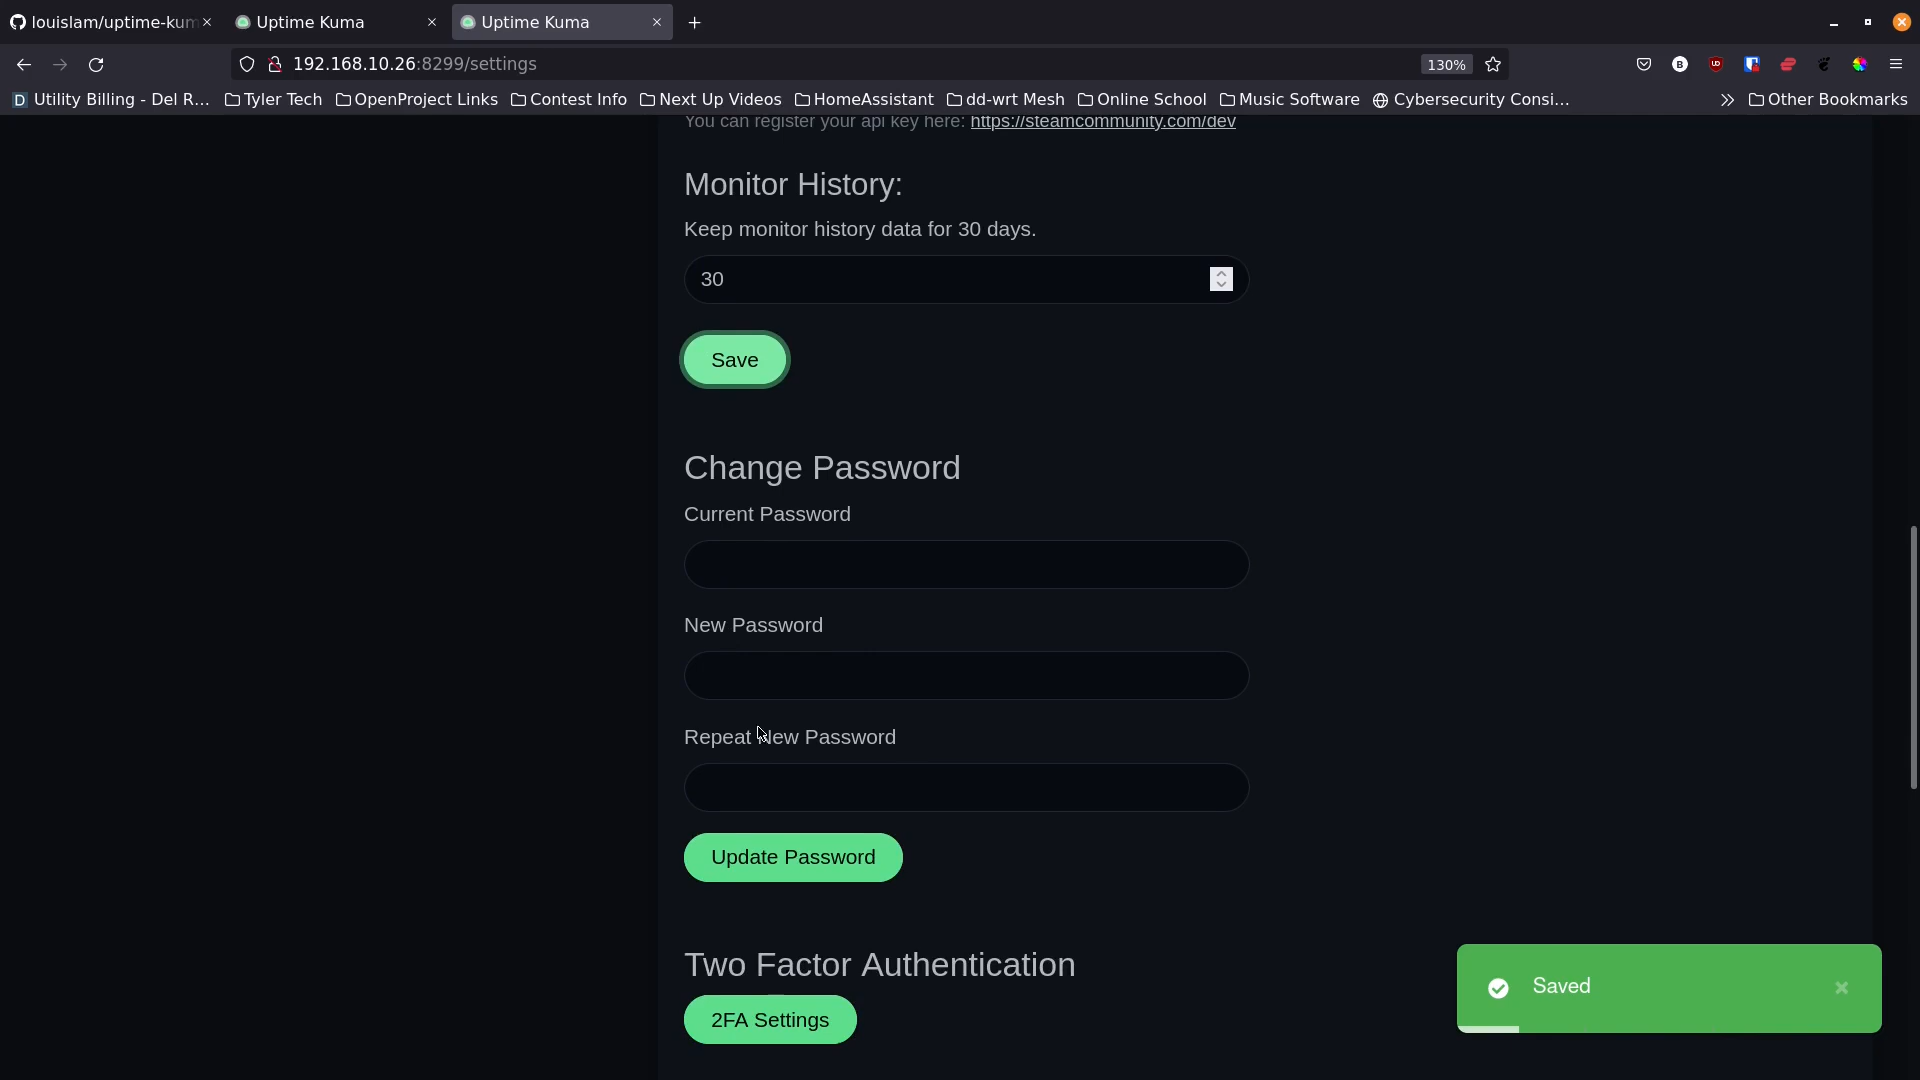 louislam/uptime-kum
Uptime Kuma
Uptime Kuma
192.168.10.26:8299/settings
130%
Utility Billing - Del R...
Tyler Tech
OpenProject Links
Contest Info
Next Up Videos
HomeAssistant
dd-wrt Mesh
Online School
Music Software
Cybersecurity Consi...
Other Bookmarks
You can register your api key here: https://steamcommunity.com/dev
Monitor History:
Keep monitor history data for 30 days.
30
Save
Change Password
Current Password
New Password
Repeat New Password
Update Password
Two Factor Authentication
2FA Settings
Saved